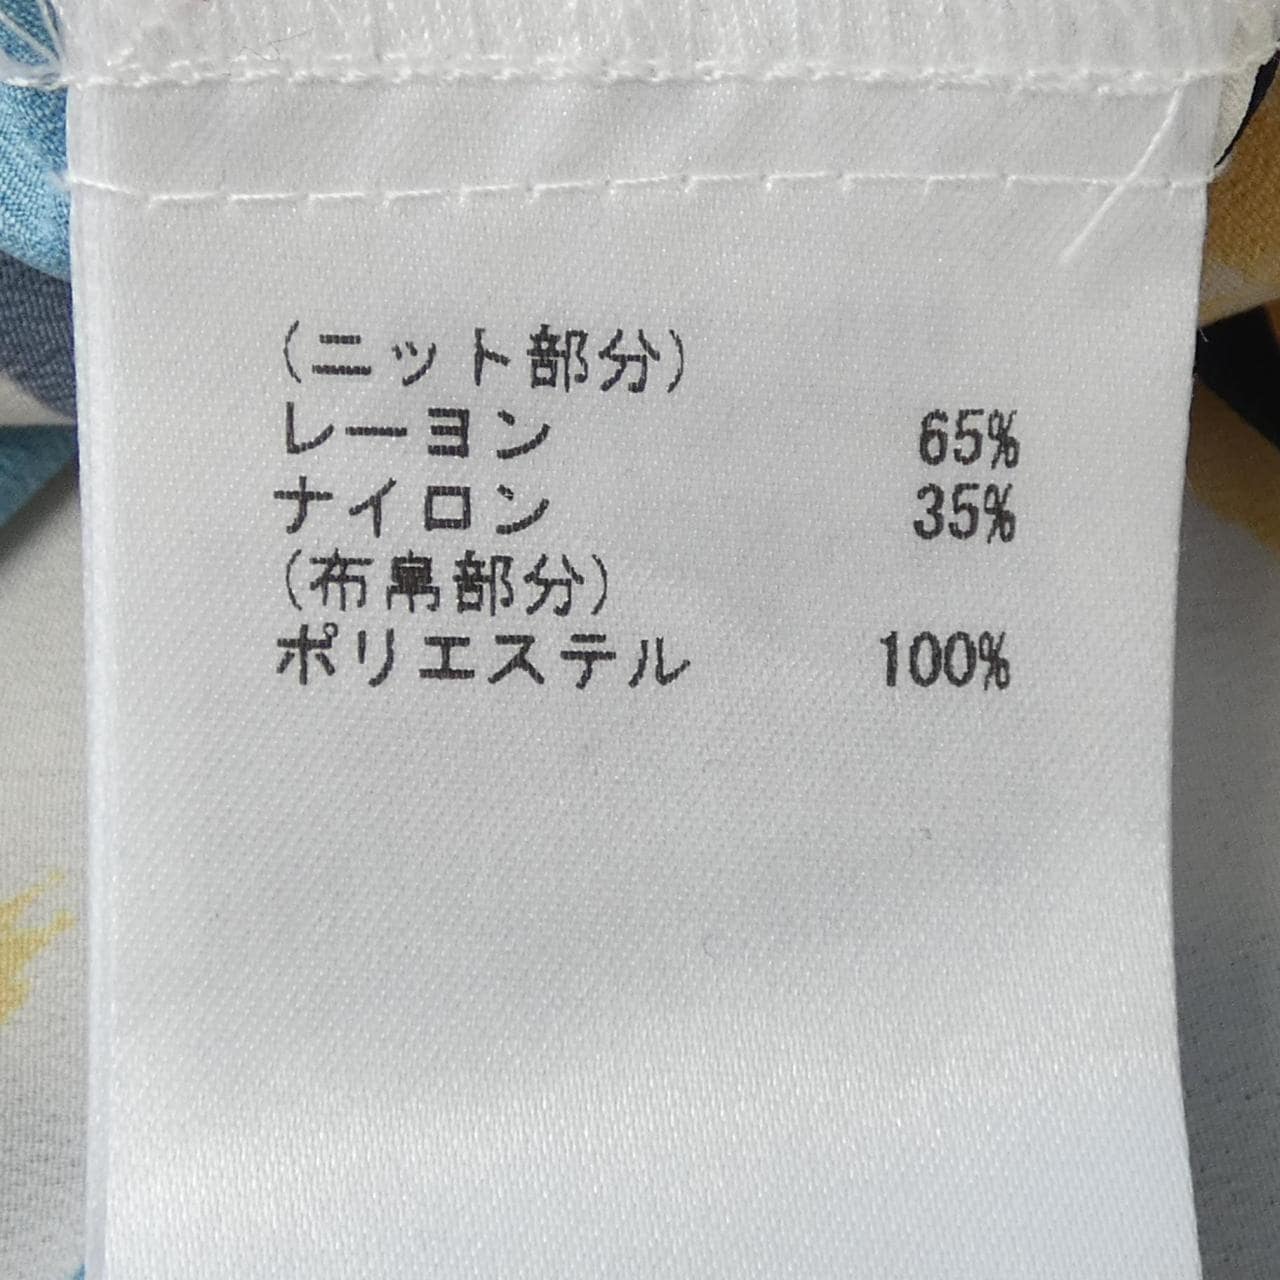 (ニット部分)
レーヨン 65%
ナイロン 35%
(布帛部分)
ポリエステル 100%